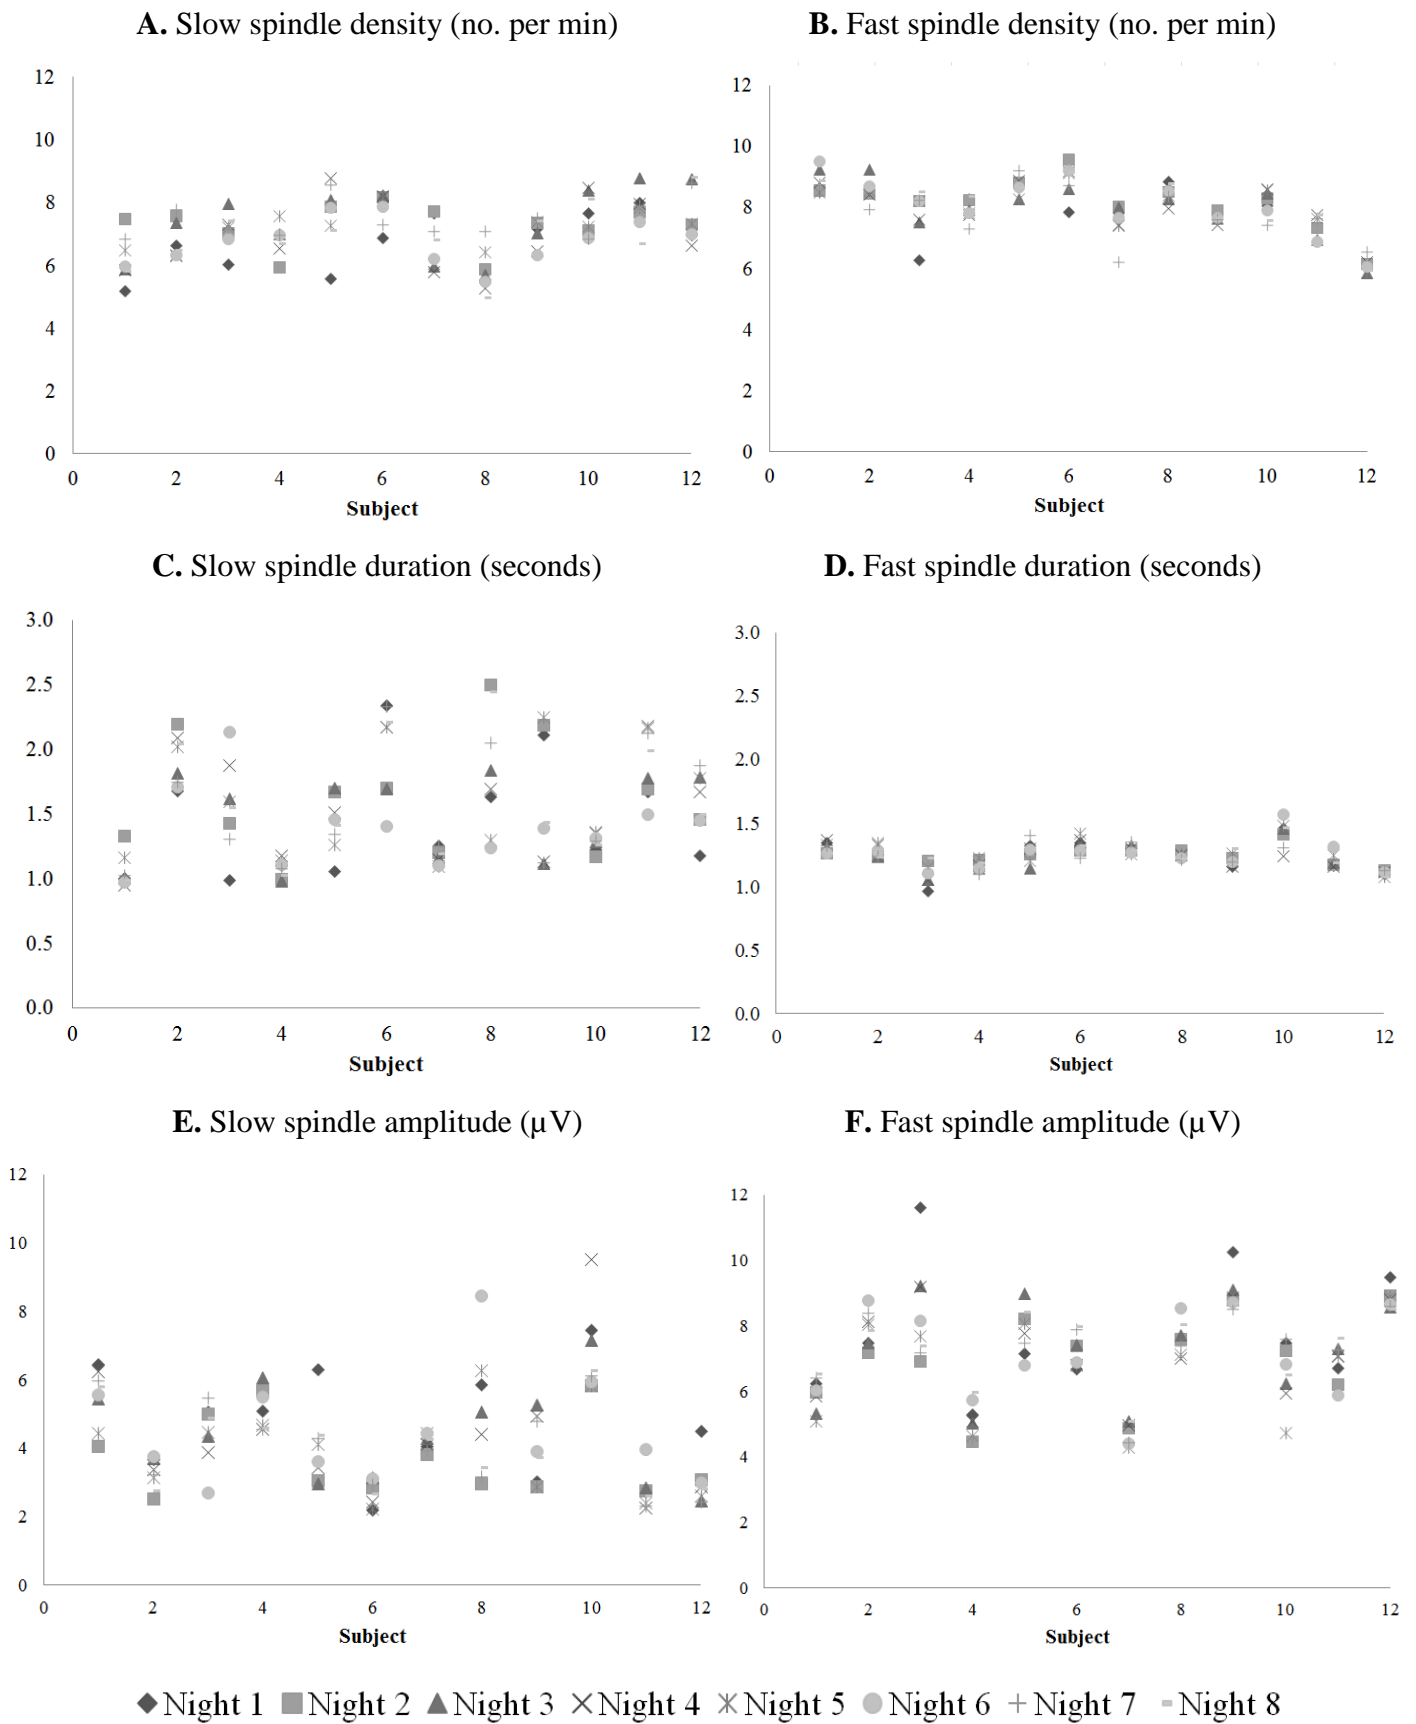 A. Slow spindle density (no. per min)
B. Fast spindle density (no. per min)
12
10
8
6
4
2
0
0 2 4 6 8 10 12
Subject
12
10
8
6
4
2
0
0 2 4 6 8 10 12
Subject
C. Slow spindle duration (seconds)
D. Fast spindle duration (seconds)
3.0
2.5
2.0
1.5
1.0
0.5
0.0
0 2 4 6 8 10 12
Subject
3.0
2.5
2.0
1.5
1.0
0.5
0.0
0 2 4 6 8 10 12
Subject
E. Slow spindle amplitude (µV)
F. Fast spindle amplitude (µV)
12
10
8
6
4
2
0
0 2 4 6 8 10 12
Subject
12
10
8
6
4
2
0
0 2 4 6 8 10 12
Subject
Night 1 Night 2 Night 3 Night 4 Night 5 Night 6 Night 7 Night 8